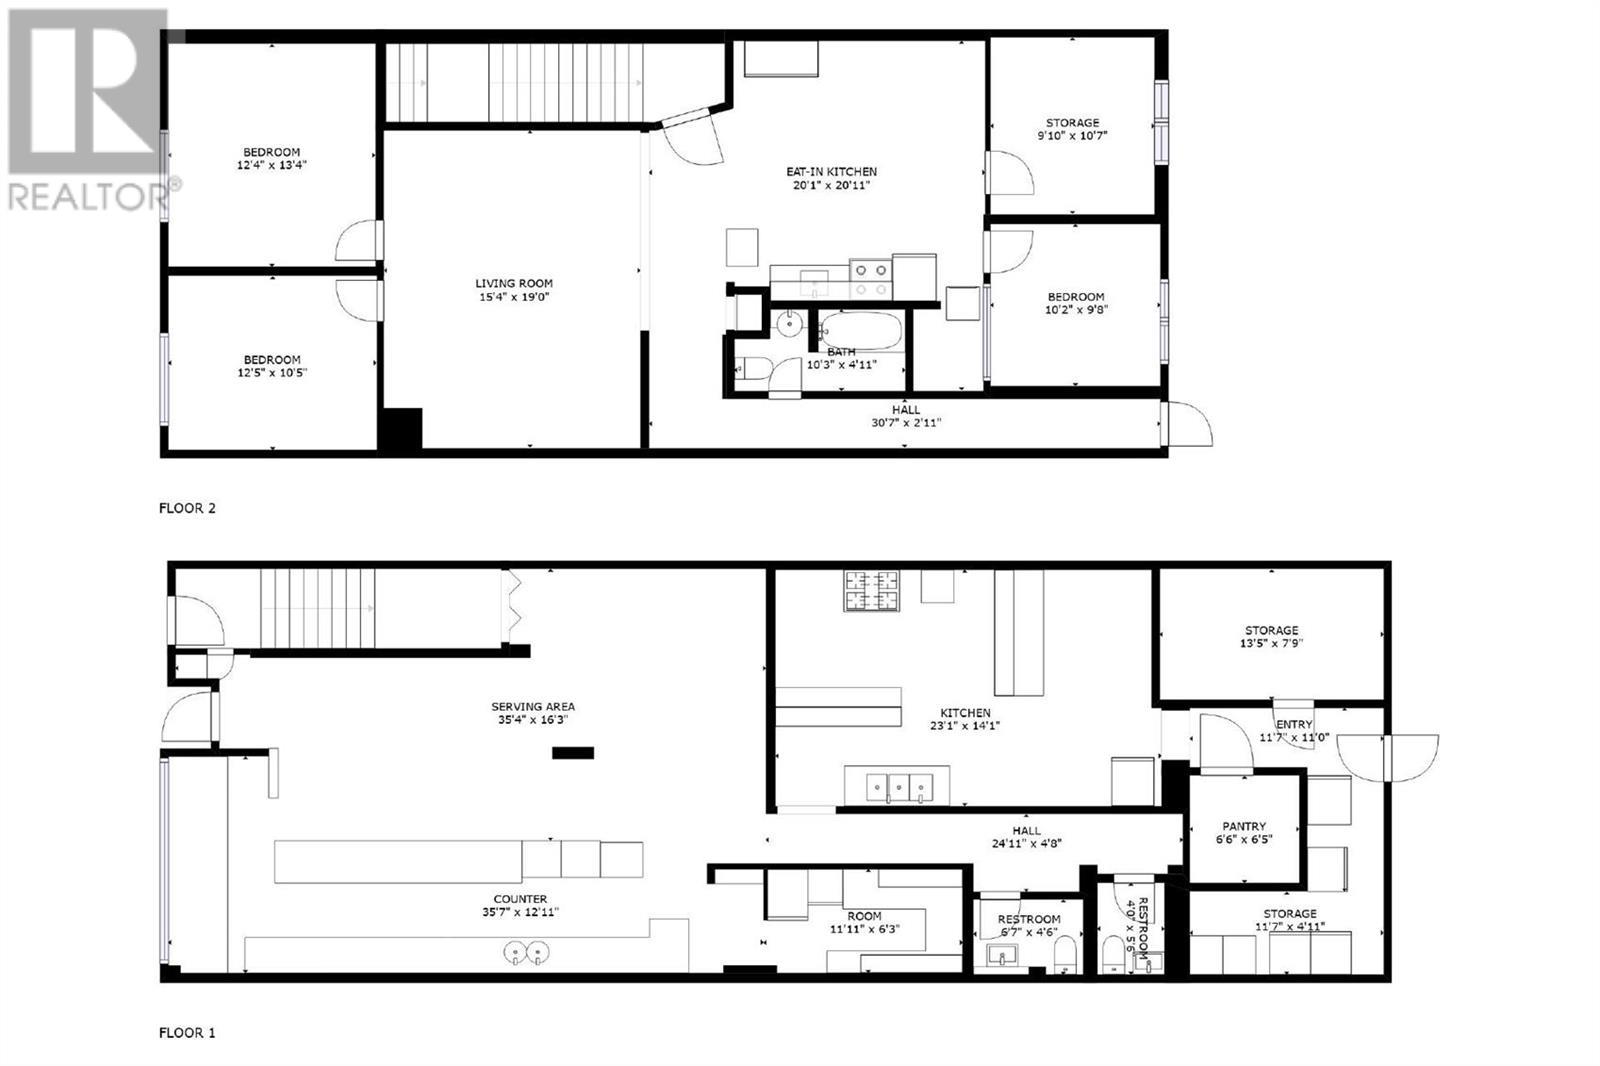 REALTOR®
BEDROOM
12'4" x 13'4"
STORAGE
9'10" x 10'7"
EAT-IN KITCHEN
20'1" x 20'11"
LIVING ROOM
15'4" x 19'0"
BEDROOM
10'2" x 9'8"
BEDROOM
12'5" x 10'5"
BATH
10'3" x 4'11"
HALL
30'7" x 2'11"
FLOOR 2
STORAGE
13'5" x 7'9"
SERVING AREA
35'4" x 16'3"
KITCHEN
23'1" x 14'1"
ENTRY
11'7" x 11'0"
HALL
24'11" x 4'8"
PANTRY
6'6" x 6'5"
COUNTER
35'7" x 12'11"
ROOM
11'11" x 6'3"
RESTROOM
6'7" x 4'6"
RESTROOM
4'0" x 5'6"
STORAGE
11'7" x 4'11"
FLOOR 1